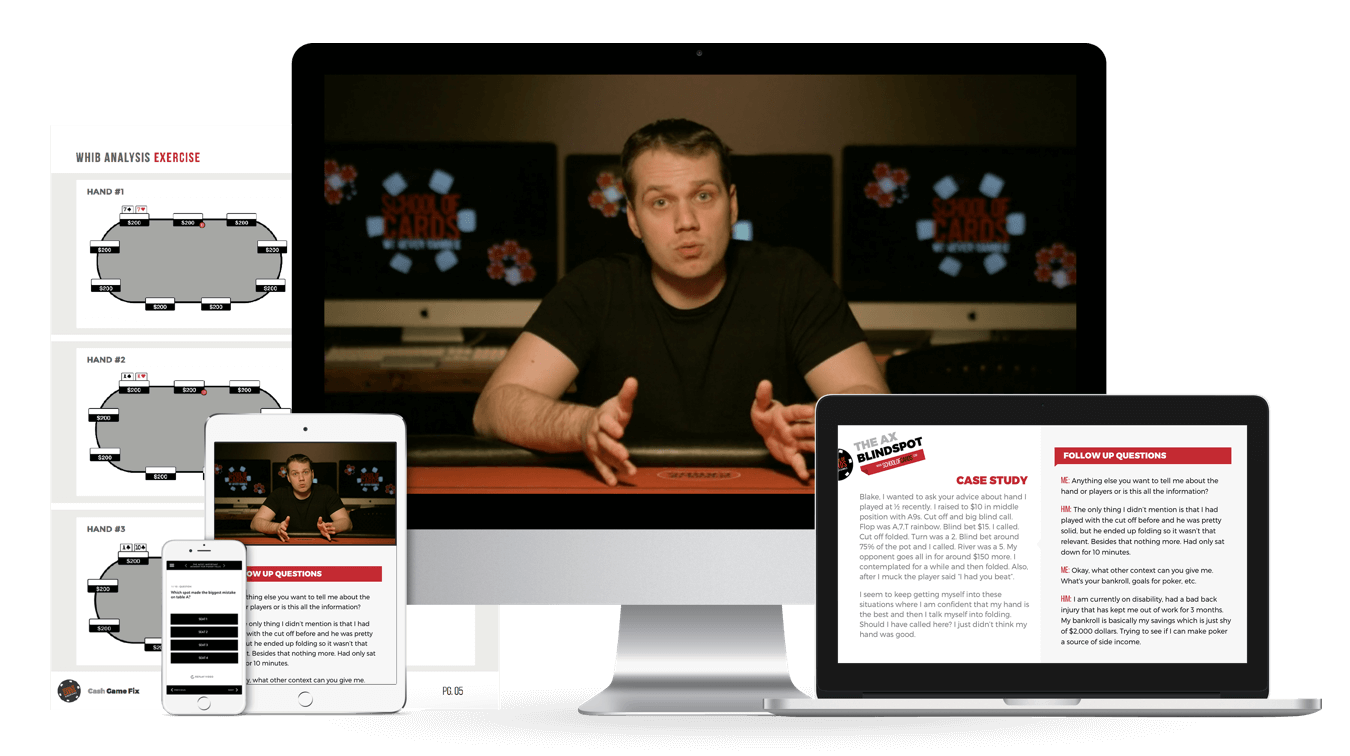 WHIB ANALYSIS EXERCISE
HAND #1
$200 $200 $200
$200 $200
$200 $200
$200 $200
HAND #2
$200 $200 $200
$200
$200
HAND #3
$200
$200
$200
Cash Game Fix
PG. 05
SCHOOL OF
CARDS
WE NEVER GAMBLE
SCHOOL OF
CARDS
WE NEVER GAMBLE
OW UP QUESTIONS
thing else you want to tell me about the
or players or is this all the information?
only thing I didn't mention is that I had
with the cut off before and he was pretty
ut he ended up folding so it wasn't that
t. Besides that nothing more. Had only sat
or 10 minutes.
y, what other context can you give me.
Which spot made the biggest mistake
on table A?
SEAT 1
SEAT 2
SEAT 3
SEAT 4
THE AX
BLINDSPOT
CASE STUDY
Blake, I wanted to ask your advice about hand I
played at ½ recently. I raised to $10 in middle
position with A9s. Cut off and big blind call.
Flop was A,7,T rainbow. Blind bet $15. I called.
Cut off folded. Turn was a 2. Blind bet around
75% of the pot and I called. River was a 5. My
opponent goes all in for around $150 more. I
contemplated for a while and then folded. Also,
after I muck the player said "I had you beat".
I seem to keep getting myself into these
situations where I am confident that my hand is
the best and then I talk myself into folding.
Should I have called here? I just didn't think my
hand was good.
FOLLOW UP QUESTIONS
ME: Anything else you want to tell me about the
hand or players or is this all the information?
HIM: The only thing I didn't mention is that I had
played with the cut off before and he was pretty
solid, but he ended up folding so it wasn't that
relevant. Besides that nothing more. Had only sat
down for 10 minutes.
ME: Okay, what other context can you give me.
What's your bankroll, goals for poker, etc.
HIM: I am currently on disability, had a bad back
injury that has kept me out of work for 3 months.
My bankroll is basically my savings which is just shy
of $2,000 dollars. Trying to see if I can make poker
a source of side income.